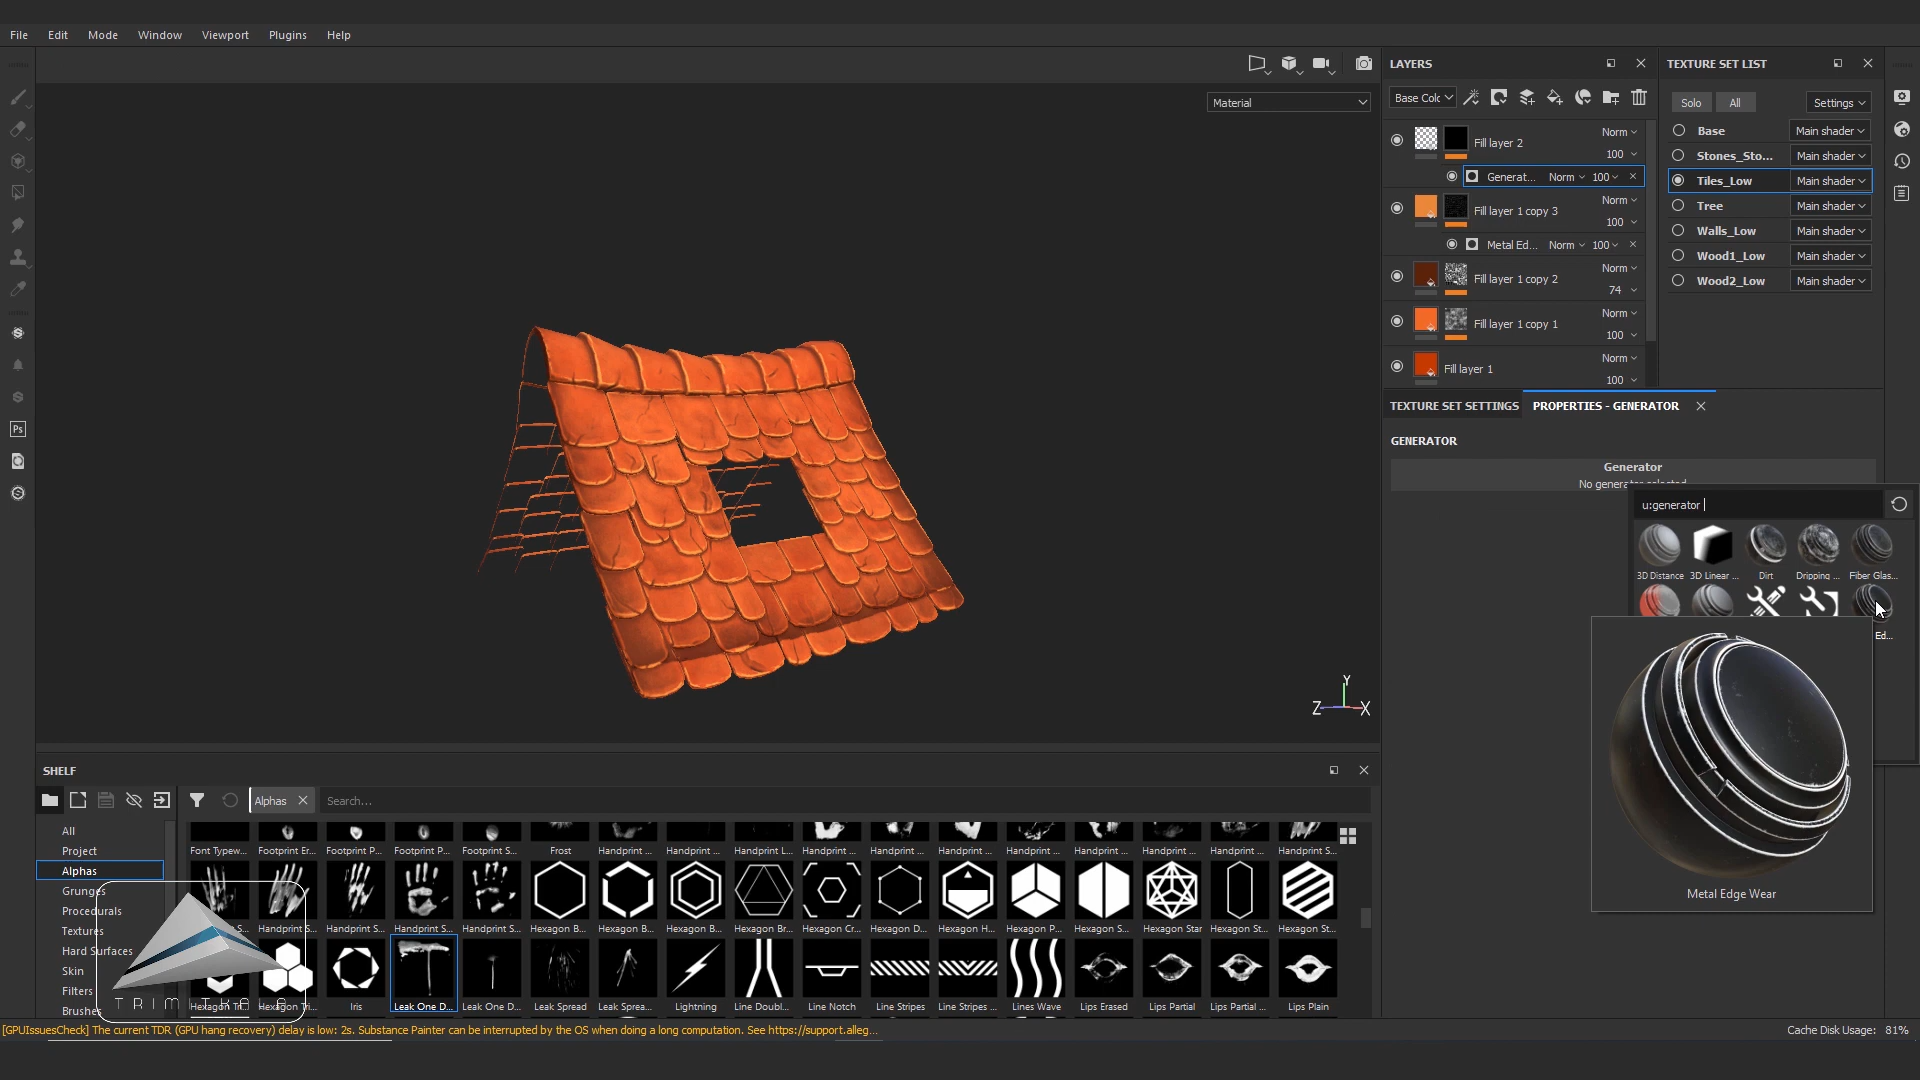 File Edit Mode Window Viewport Plugins Help
Material
LAYERS
Base Colc
Fill layer 2 Norm 100
Generat... Norm 100
Fill layer 1 copy 3 Norm 100
Metal Ed... Norm 100
Fill layer 1 copy 2 Norm 74
Fill layer 1 copy 1 Norm 100
Fill layer 1 Norm 100
TEXTURE SET LIST
Solo All Settings
Base Main shader
Stones_Sto... Main shader
Tiles_Low Main shader
Tree Main shader
Walls_Low Main shader
Wood1_Low Main shader
Wood2_Low Main shader
TEXTURE SET SETTINGS PROPERTIES - GENERATOR
GENERATOR
Generator
No generator selected
u:generator
3D Distance 3D Linear ... Dirt Dripping ... Fiber Glas...
Ed...
Metal Edge Wear
Y
Z X
SHELF
Alphas Search...
All
Project
Alphas
Grunges
Procedurals
Textures
Hard Surfaces
Skin
Filters
Brushes
Font Typew... Footprint Er... Footprint P... Footprint P... Footprint S... Frost Handprint ... Handprint ... Handprint L... Handprint ... Handprint ... Handprint ... Handprint ... Handprint ... Handprint ... Handprint ... Handprint S...
Handprint S... Handprint S... Handprint S... Handprint S... Hexagon B... Hexagon B... Hexagon B... Hexagon Br... Hexagon Cr... Hexagon D... Hexagon H... Hexagon P... Hexagon S... Hexagon Star Hexagon St... Hexagon St...
Hexagon Tri... Hexagon Tri... Iris Leak One D... Leak One D... Leak Spread Leak Sprea... Lightning Line Doubl... Line Notch Line Stripes Line Stripes ... Lines Wave Lips Erased Lips Partial Lips Partial ... Lips Plain
[GPUIssuesCheck] The current TDR (GPU hang recovery) delay is low: 2s. Substance Painter can be interrupted by the OS when doing a long computation. See https://support.alleg...
Cache Disk Usage: 81%
Ps